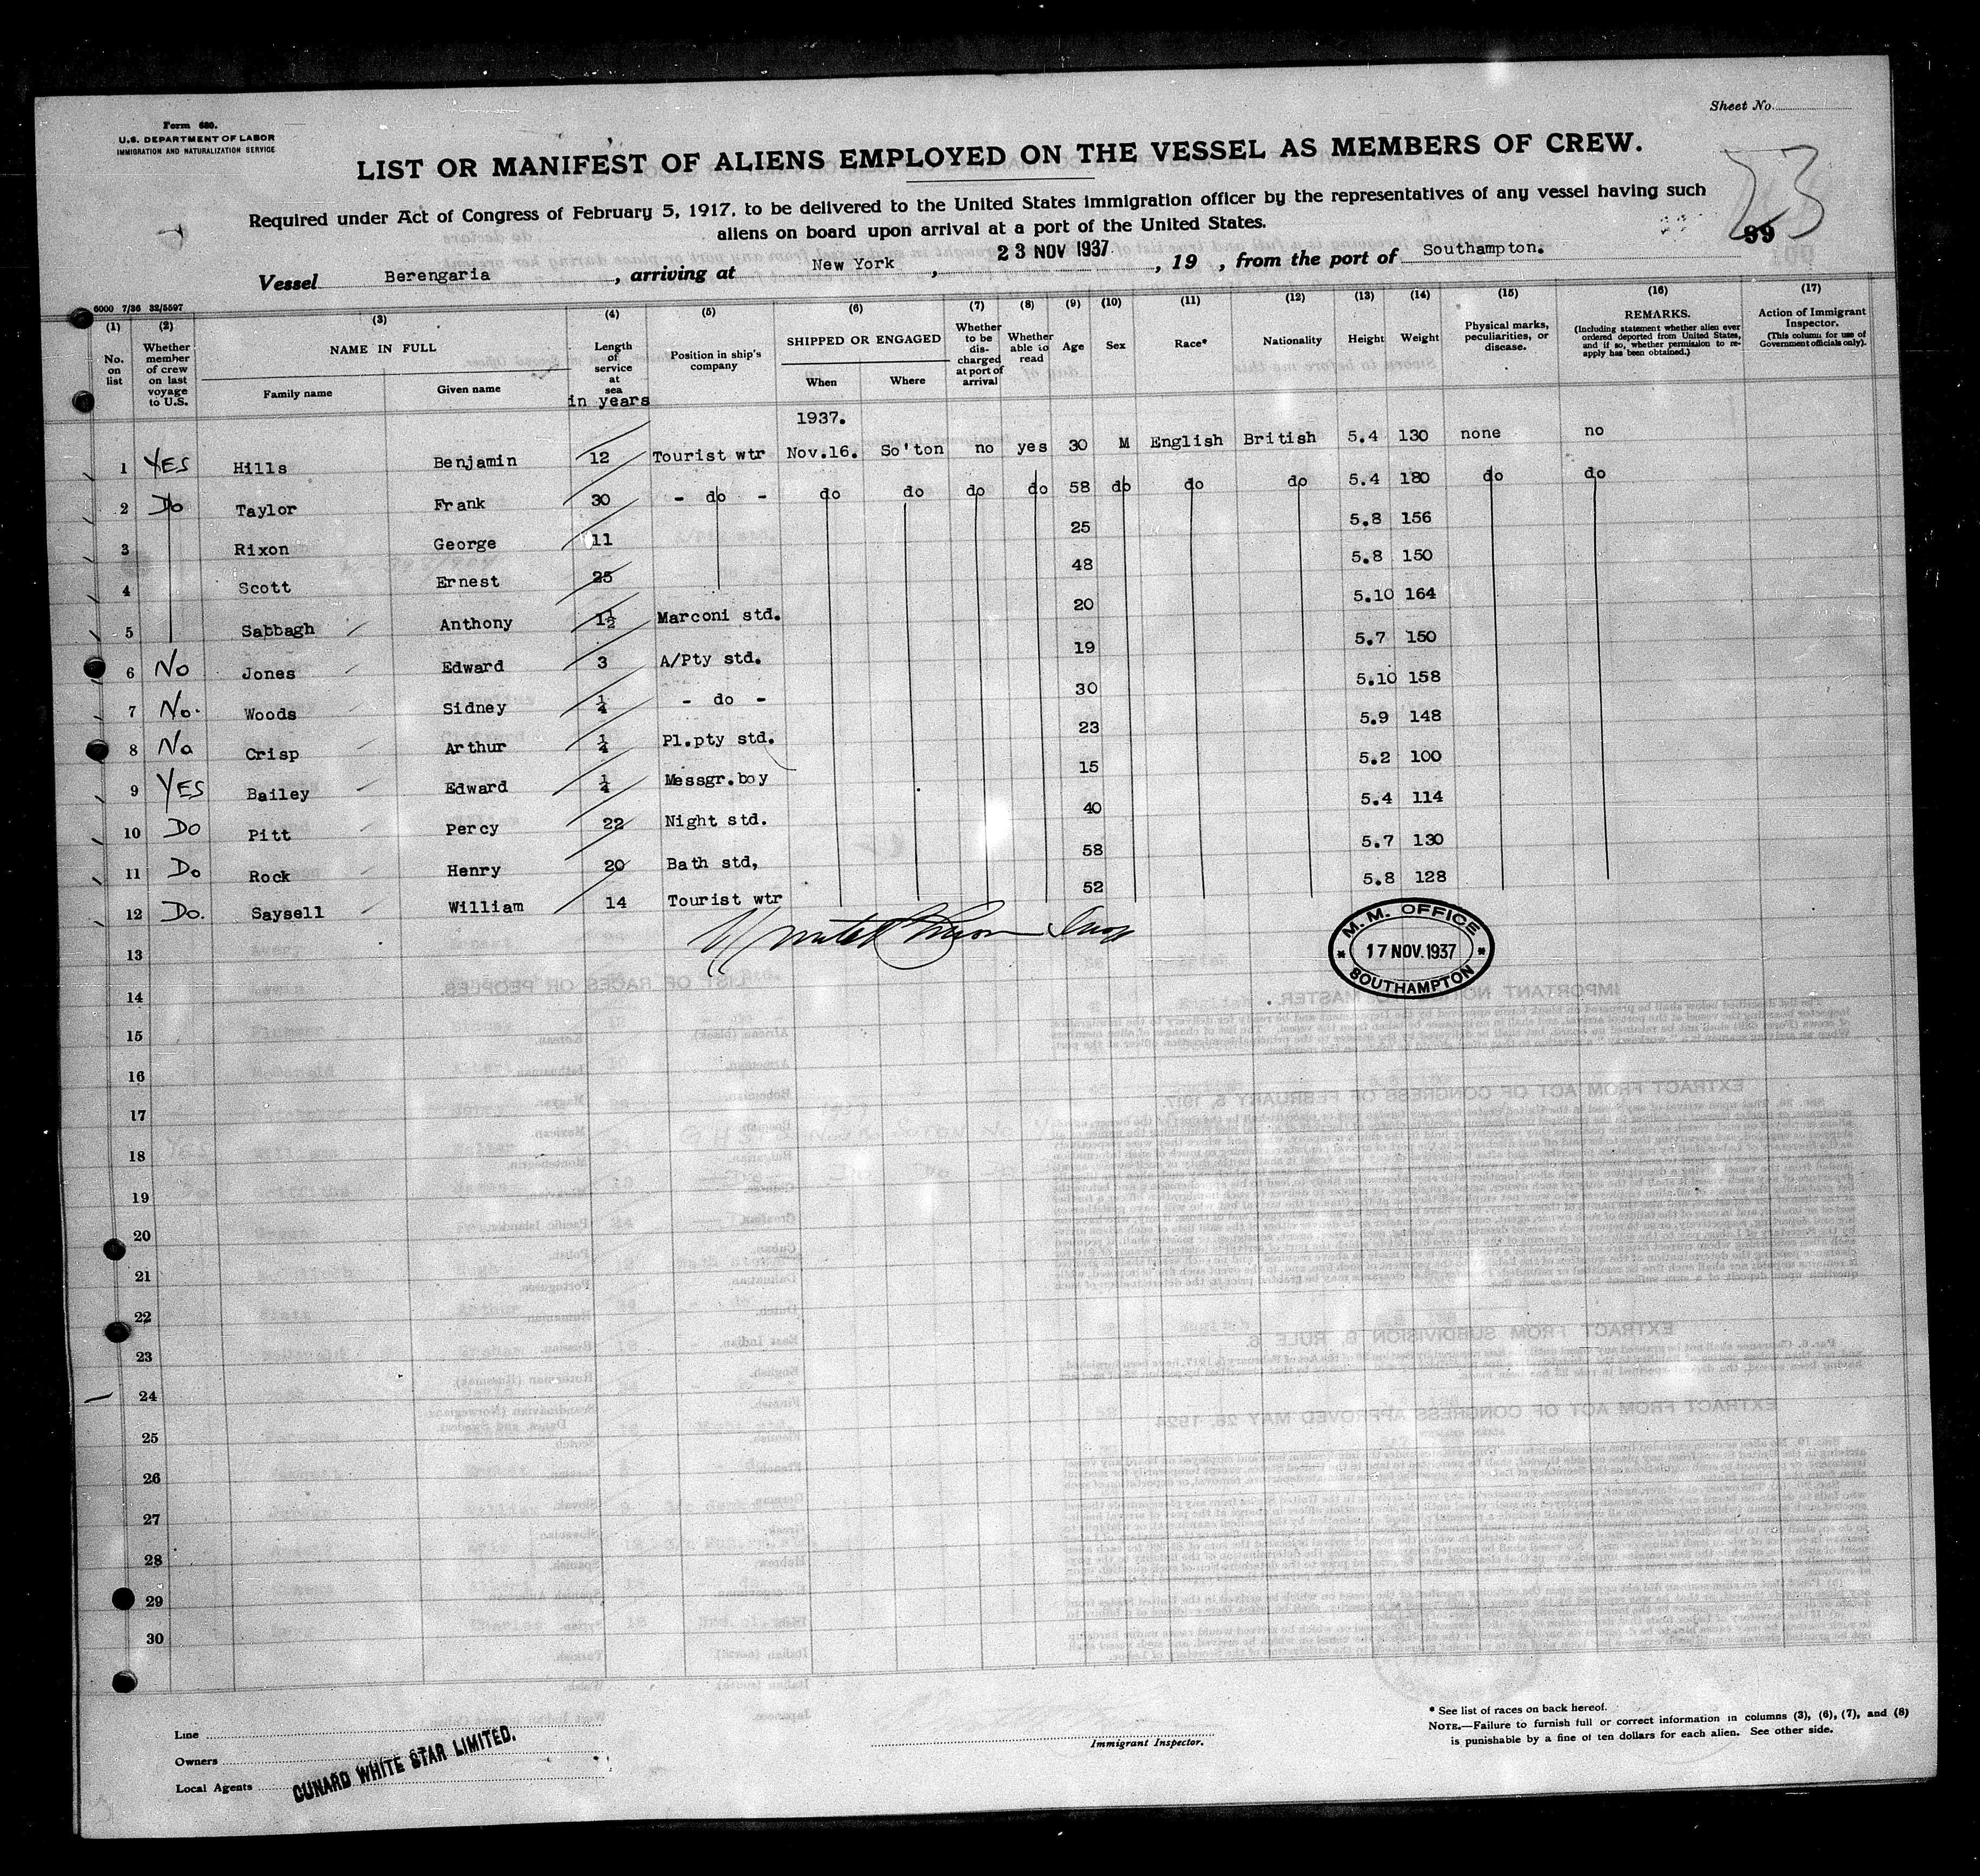 Sheet No.
Form 680.
U.S. DEPARTMENT OF LABOR
IMMIGRATION AND NATURALIZATION SERVICE
LIST OR MANIFEST OF ALIENS EMPLOYED ON THE VESSEL AS MEMBERS OF CREW.
23
Required under Act of Congress of February 5, 1917, to be delivered to the United States immigration officer by the representatives of any vessel having such
aliens on board upon arrival at a port of the United States.
99
Vessel Berengaria, arriving at New York, 23 NOV 1937, 19 , from the port of Southampton.
6000 7/36 32/5597
(1) (2) (3) (4) (5) (6) (7) (8) (9) (10) (11) (12) (13) (14) (15) (16) (17)
No. on list
Whether member of crew on last voyage to U.S.
NAME IN FULL
Family name Given name
Length of service at sea in years
Position in ship's company
SHIPPED OR ENGAGED
When Where
Whether to be discharged at port of arrival
Whether able to read
Age Sex Race* Nationality Height Weight
Physical marks, peculiarities, or disease.
REMARKS.
(Including statement whether alien ever ordered deported from United States, and if so, whether permission to reapply has been obtained.)
Action of Immigrant Inspector.
(This column for use of Government officials only).
1937.
1 YES Hills Benjamin 12 Tourist wtr Nov.16. So'ton no yes 30 M English British 5.4 130 none no
2 Do Taylor Frank 30 - do - do do do do 58 do do do 5.4 180 do do
3 Rixon George 11 25 5.8 156
4 Scott Ernest 25 48 5.8 150
5 Sabbagh Anthony 1½ Marconi std. 20 5.10 164
6 No Jones Edward 3 A/Pty std. 19 5.7 150
7 No. Woods Sidney ¼ - do - 30 5.10 158
8 No Crisp Arthur ¼ Pl.pty std. 23 5.9 148
9 YES Bailey Edward ¼ Messgr.boy 15 5.2 100
10 DO Pitt Percy 22 Night std. 40 5.4 114
11 Do Rock Henry 20 Bath std, 58 5.7 130
12 Do. Saysell William 14 Tourist wtr 52 5.8 128
M.M. OFFICE
* 17 NOV.1937 *
SOUTHAMPTON
13
14
15
16
17
18
19
20
21
22
23
24
25
26
27
28
29
30
Line
Owners
Local Agents
CUNARD WHITE STAR LIMITED.
Immigrant Inspector.
* See list of races on back hereof.
NOTE.—Failure to furnish full or correct information in columns (3), (6), (7), and (8)
is punishable by a fine of ten dollars for each alien. See other side.